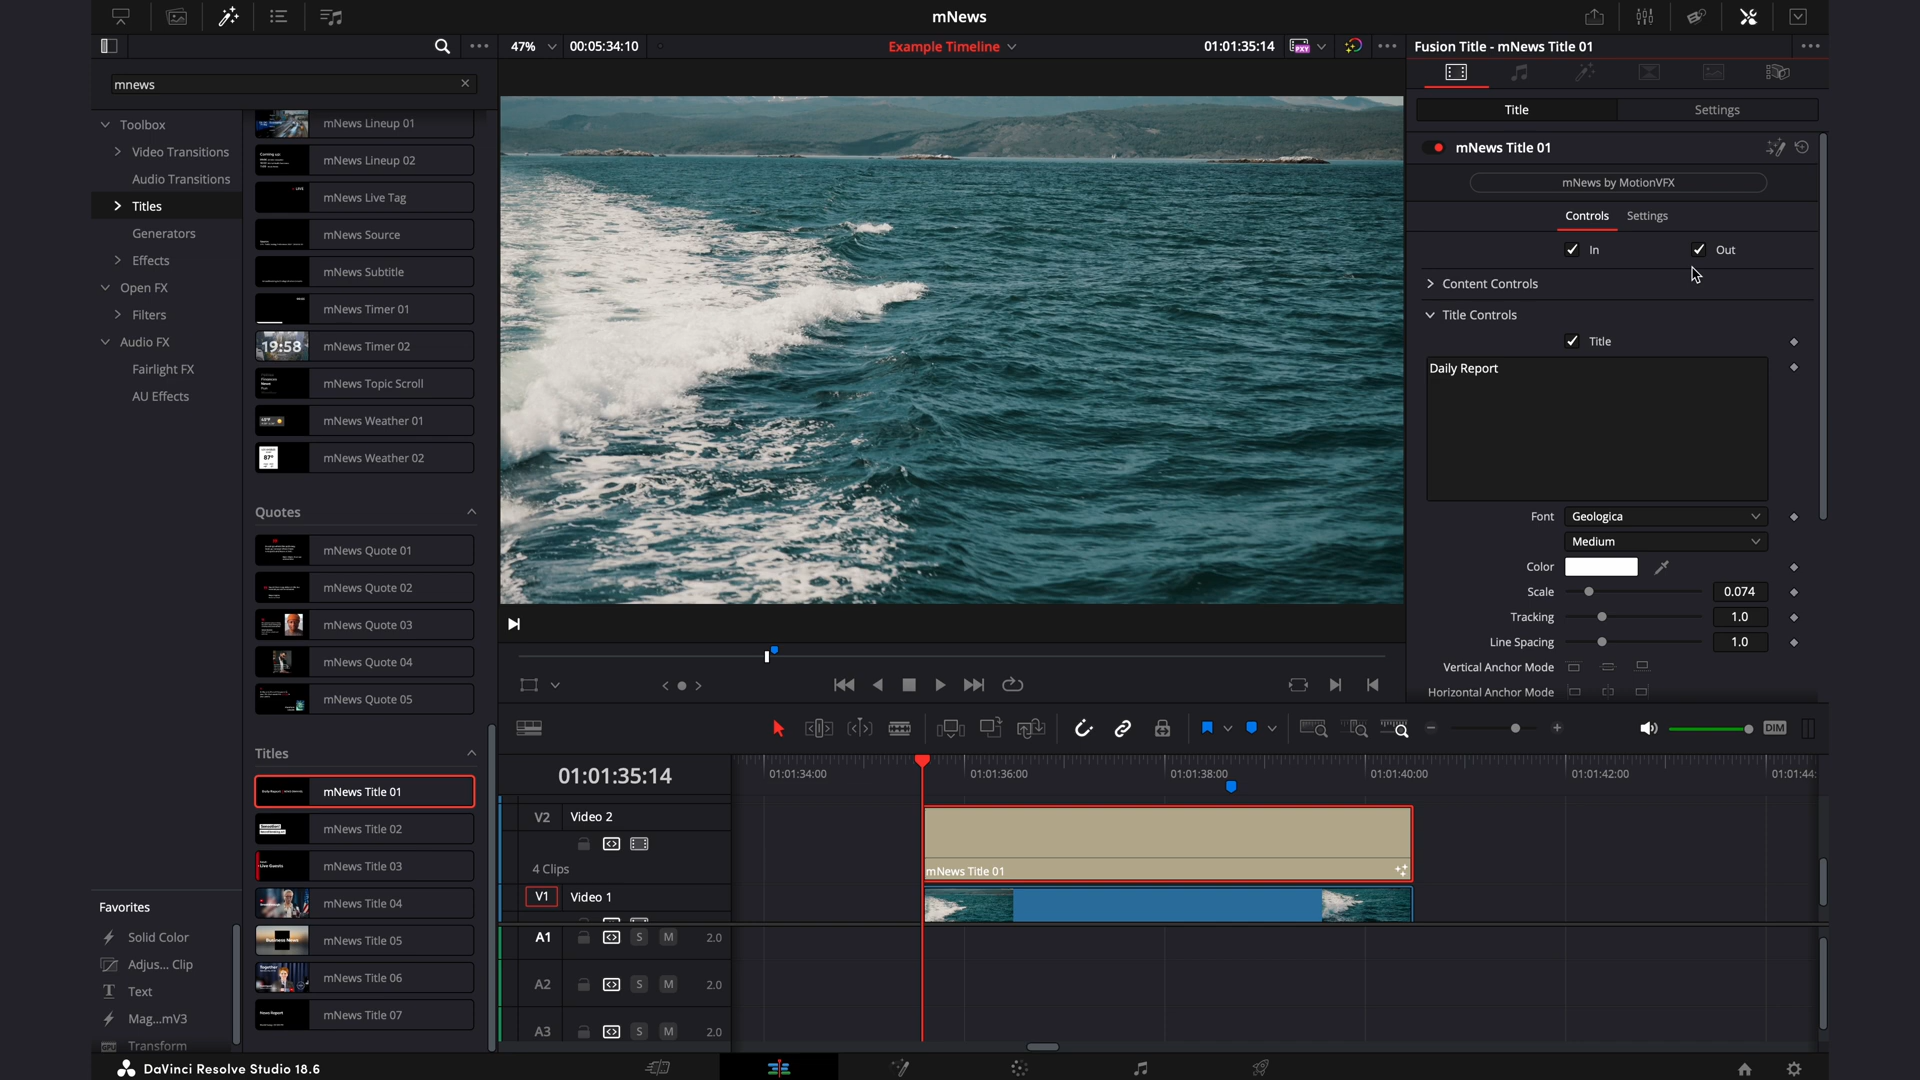 mNews
47%
00:05:34:10
Example Timeline
01:01:35:14
PXY
Fusion Title - mNews Title 01
mnews
Toolbox
Video Transitions
Audio Transitions
Titles
Generators
Effects
Open FX
Filters
Audio FX
Fairlight FX
AU Effects
mNews Lineup 01
mNews Lineup 02
mNews Live Tag
mNews Source
mNews Subtitle
mNews Timer 01
19:58
mNews Timer 02
mNews Topic Scroll
mNews Weather 01
87°
mNews Weather 02
Quotes
mNews Quote 01
mNews Quote 02
mNews Quote 03
mNews Quote 04
mNews Quote 05
Titles
mNews Title 01
mNews Title 02
mNews Title 03
mNews Title 04
mNews Title 05
mNews Title 06
mNews Title 07
Favorites
Solid Color
Adjus... Clip
Text
Mag...mV3
Transform
Title
Settings
mNews Title 01
mNews by MotionVFX
Controls
Settings
In
Out
Content Controls
Title Controls
Title
Daily Report
Font
Geologica
Medium
Color
Scale
0.074
Tracking
1.0
Line Spacing
1.0
Vertical Anchor Mode
Horizontal Anchor Mode
DIM
01:01:35:14
01:01:34:00
01:01:36:00
01:01:38:00
01:01:40:00
01:01:42:00
01:01:44:
V2
Video 2
4 Clips
mNews Title 01
V1
Video 1
A1
S
M
2.0
A2
S
M
2.0
A3
S
M
2.0
DaVinci Resolve Studio 18.6